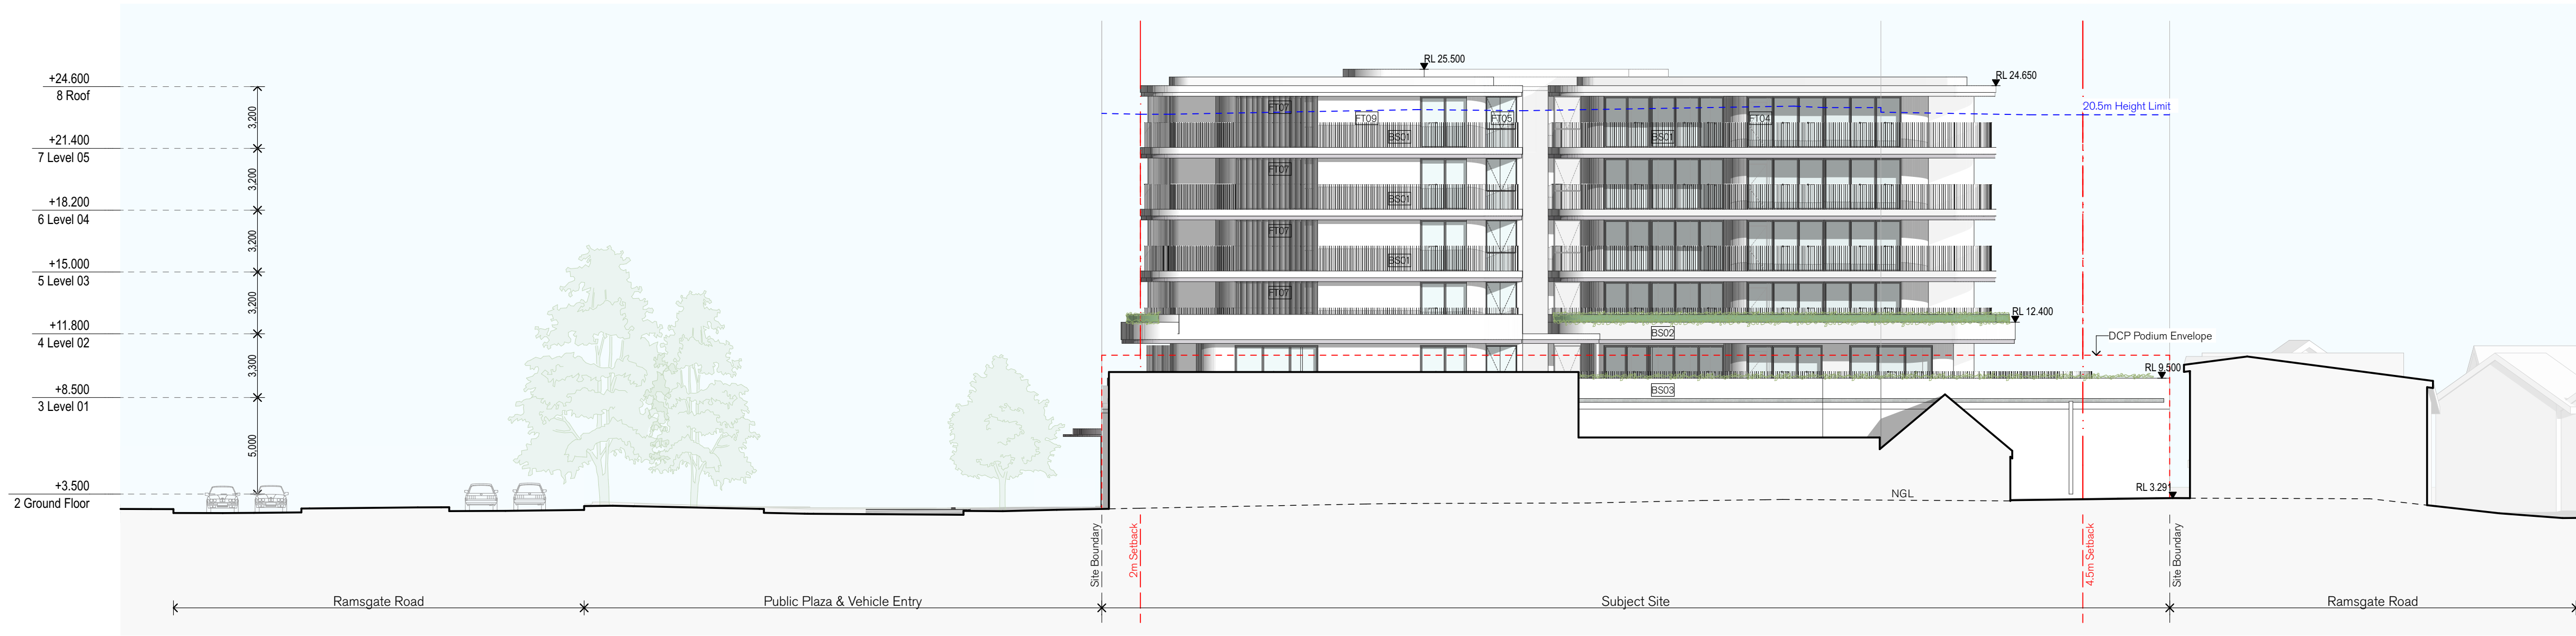 RL 25.500
+24.600
8 Roof
RL 24.650
20.5m Height Limit
FT07
FT09
FT05
FT04
3,200
BS01
BS01
+21.400
7 Level 05
FT07
3,200
BS01
+18.200
6 Level 04
FT07
3,200
BS01
+15.000
5 Level 03
FT07
3,200
RL 12.400
+11.800
4 Level 02
BS02
DCP Podium Envelope
3,300
RL 9.500
+8.500
3 Level 01
BS03
5,000
+3.500
2 Ground Floor
RL 3.291
NGL
Site Boundary
2m Setback
4.5m Setback
Site Boundary
Ramsgate Road
Public Plaza & Vehicle Entry
Subject Site
Ramsgate Road